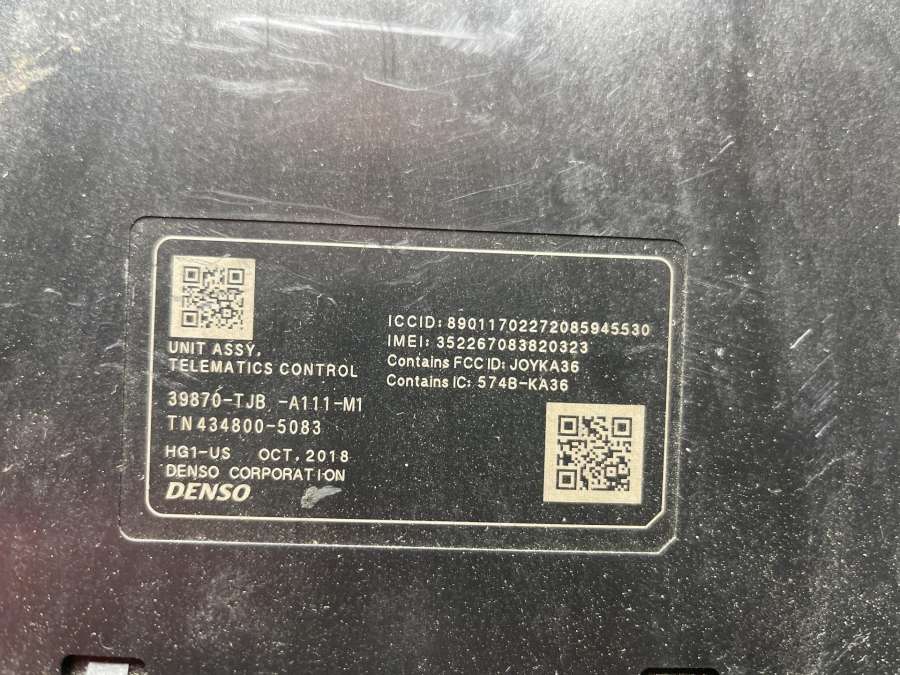 UNIT ASSY,
TELEMATICS CONTROL
39870-TJB -A111-M1
TN434800-5083
HG1-US OCT, 2018
DENSO CORPORATION
DENSO
ICCID: 89011702272085945530
IMEI: 352267083820323
Contains FCC ID: JOYKA36
Contains IC: 574B-KA36